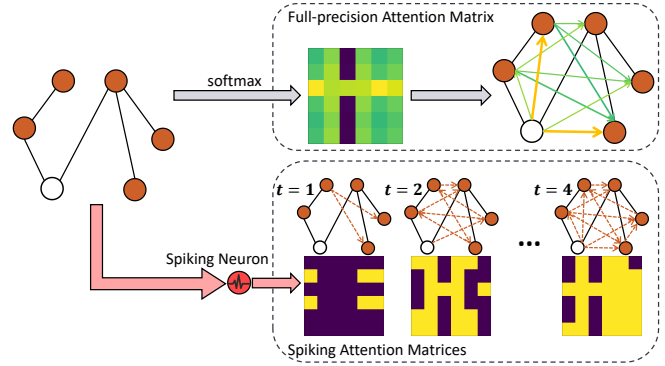 Full-precision Attention Matrix
softmax
t = 1
t = 2
t = 4
...
Spiking Neuron
Spiking Attention Matrices